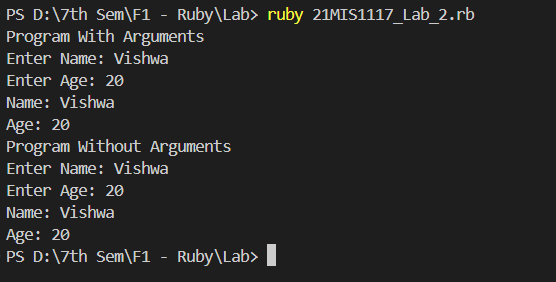 PS D:\7th Sem\F1 - Ruby\Lab> ruby 21MIS1117_Lab_2.rb
Program With Arguments
Enter Name: Vishwa
Enter Age: 20
Name: Vishwa
Age: 20
Program Without Arguments
Enter Name: Vishwa
Enter Age: 20
Name: Vishwa
Age: 20
PS D:\7th Sem\F1 - Ruby\Lab>